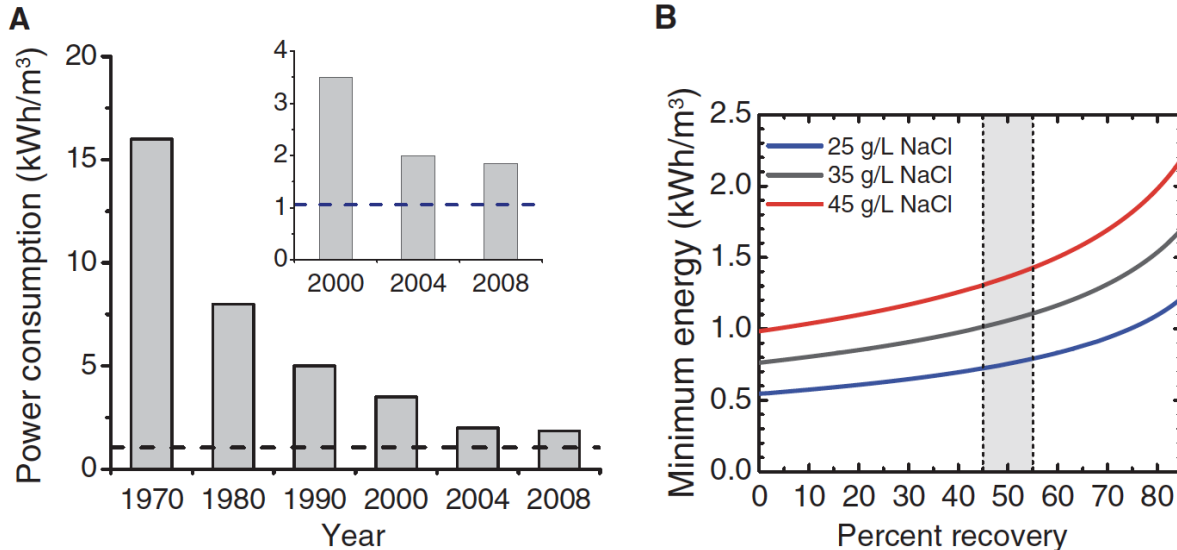 A
Power consumption (kWh/m³)
20
15
10
5
0
1970 1980 1990 2000 2004 2008
Year
4
3
2
1
0
2000 2004 2008
B
Minimum energy (kWh/m³)
2.5
2.0
1.5
1.0
0.5
0.0
25 g/L NaCl
35 g/L NaCl
45 g/L NaCl
0 10 20 30 40 50 60 70 80
Percent recovery